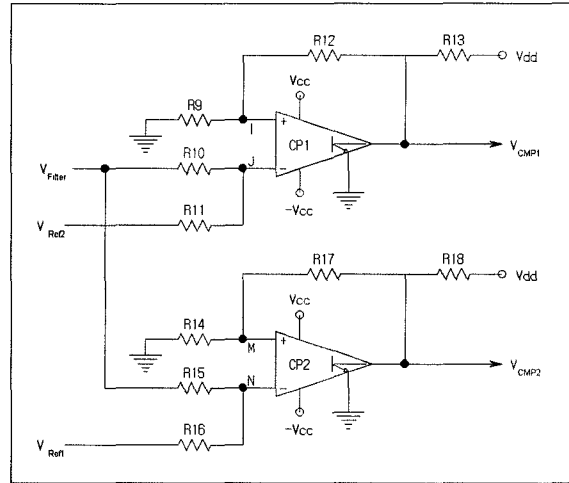 R12
R13
Vdd
Vcc
R9
I
+
CP1
VCMP1
R10
J
−
VFilter
R11
−Vcc
VRef2
R17
R18
Vdd
Vcc
R14
M
+
CP2
VCMP2
R15
N
−
−Vcc
R16
VRef1